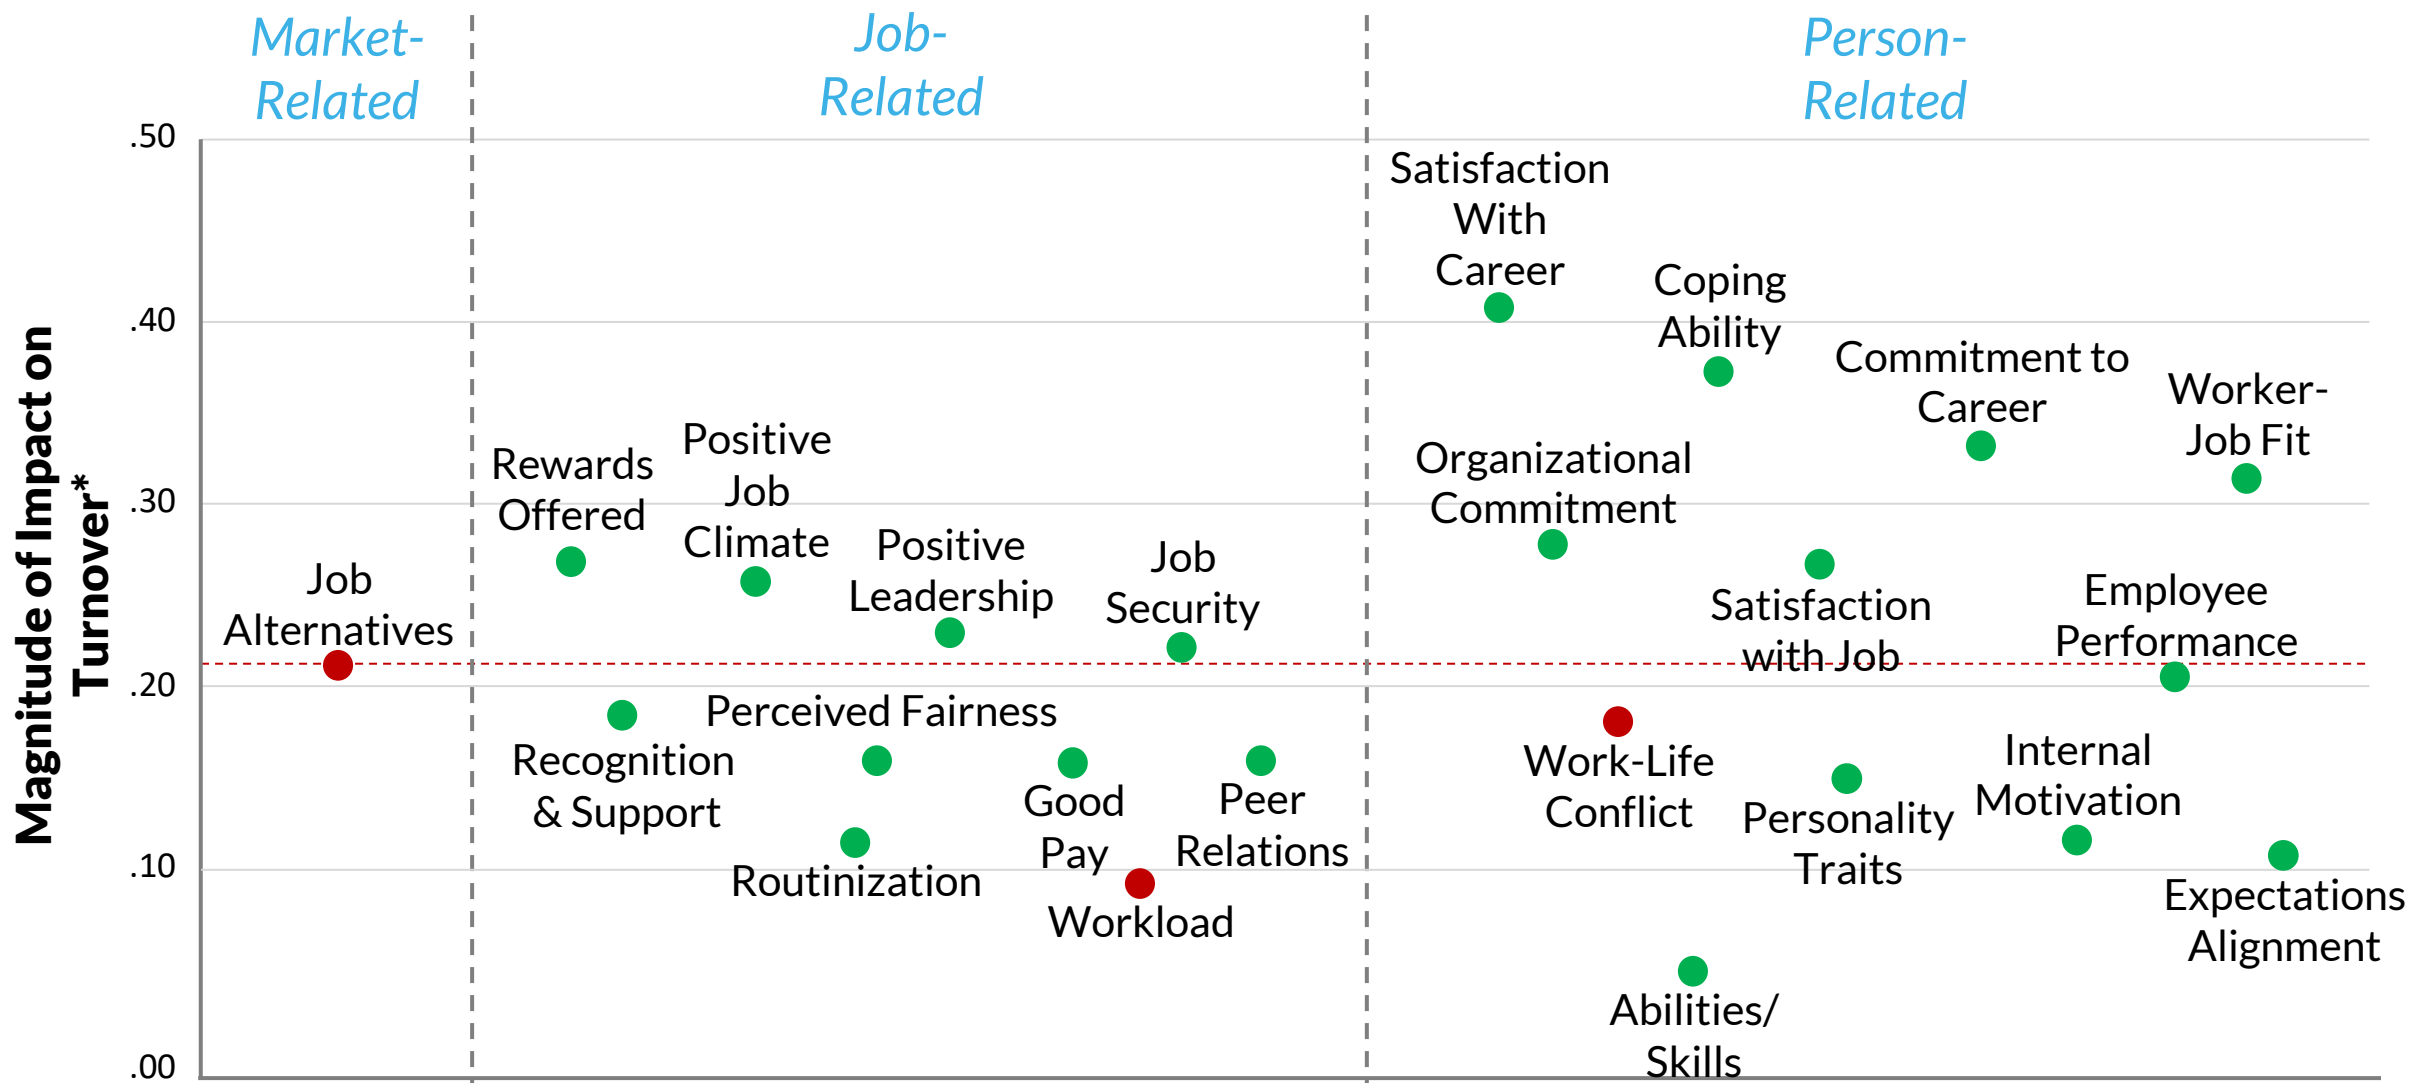 Market-
Related
Job-
Related
Person-
Related
Magnitude of Impact on
Turnover*
.50
.40
.30
.20
.10
.00
Job
Alternatives
Rewards
Offered
Positive
Job
Climate
Positive
Leadership
Job
Security
Recognition
& Support
Perceived Fairness
Routinization
Good
Pay
Workload
Peer
Relations
Satisfaction
With
Career
Coping
Ability
Commitment to
Career
Worker-
Job Fit
Organizational
Commitment
Satisfaction
with Job
Employee
Performance
Work-Life
Conflict
Personality
Traits
Internal
Motivation
Expectations
Alignment
Abilities/
Skills